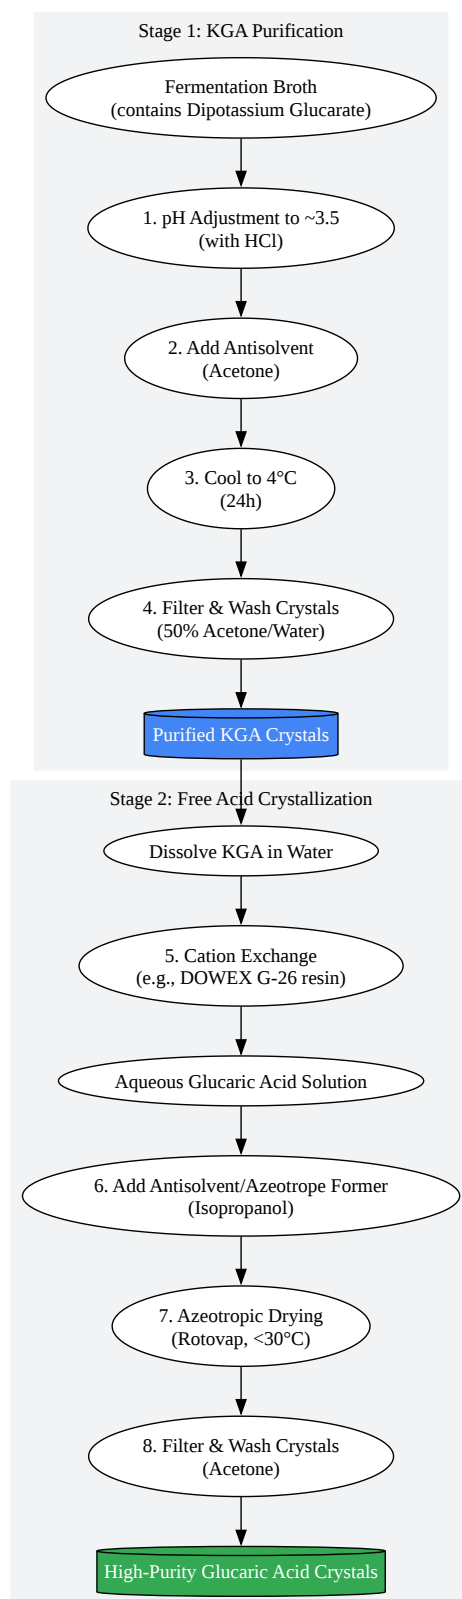 Stage 1: KGA Purification
Fermentation Broth
(contains Dipotassium Glucarate)
1. pH Adjustment to ~3.5
(with HCl)
2. Add Antisolvent
(Acetone)
3. Cool to 4°C
(24h)
4. Filter & Wash Crystals
(50% Acetone/Water)
Purified KGA Crystals
Stage 2: Free Acid Crystallization
Dissolve KGA in Water
5. Cation Exchange
(e.g., DOWEX G-26 resin)
Aqueous Glucaric Acid Solution
6. Add Antisolvent/Azeotrope Former
(Isopropanol)
7. Azeotropic Drying
(Rotovap, <30°C)
8. Filter & Wash Crystals
(Acetone)
High-Purity Glucaric Acid Crystals